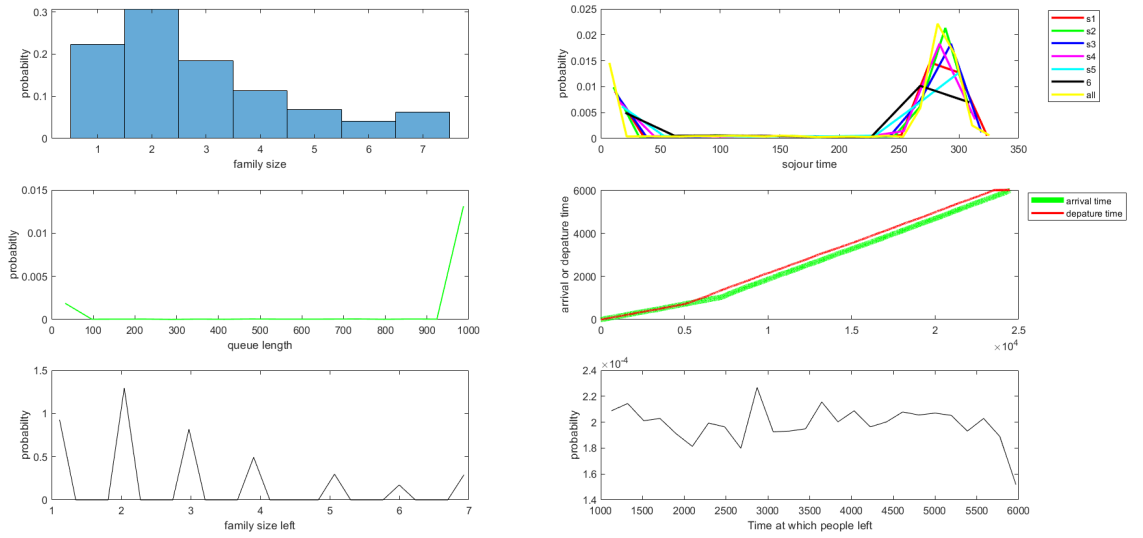 0.3
0.2
0.1
0
probabilty
1 2 3 4 5 6 7
family size
0.025
0.02
0.015
0.01
0.005
0
probabilty
0 50 100 150 200 250 300 350
sojour time
s1
s2
s3
s4
s5
6
all
0.015
0.01
0.005
0
probabiltly
0 100 200 300 400 500 600 700 800 900 1000
queue length
6000
4000
2000
0
arrival or depature time
0 0.5 1 1.5 2 2.5
×10^4
arrival time
depature time
1.5
1
0.5
0
probabilty
1 2 3 4 5 6 7
family size left
×10^-4
2.4
2.2
2
1.8
1.6
1.4
probabilty
1000 1500 2000 2500 3000 3500 4000 4500 5000 5500 6000
Time at which people left